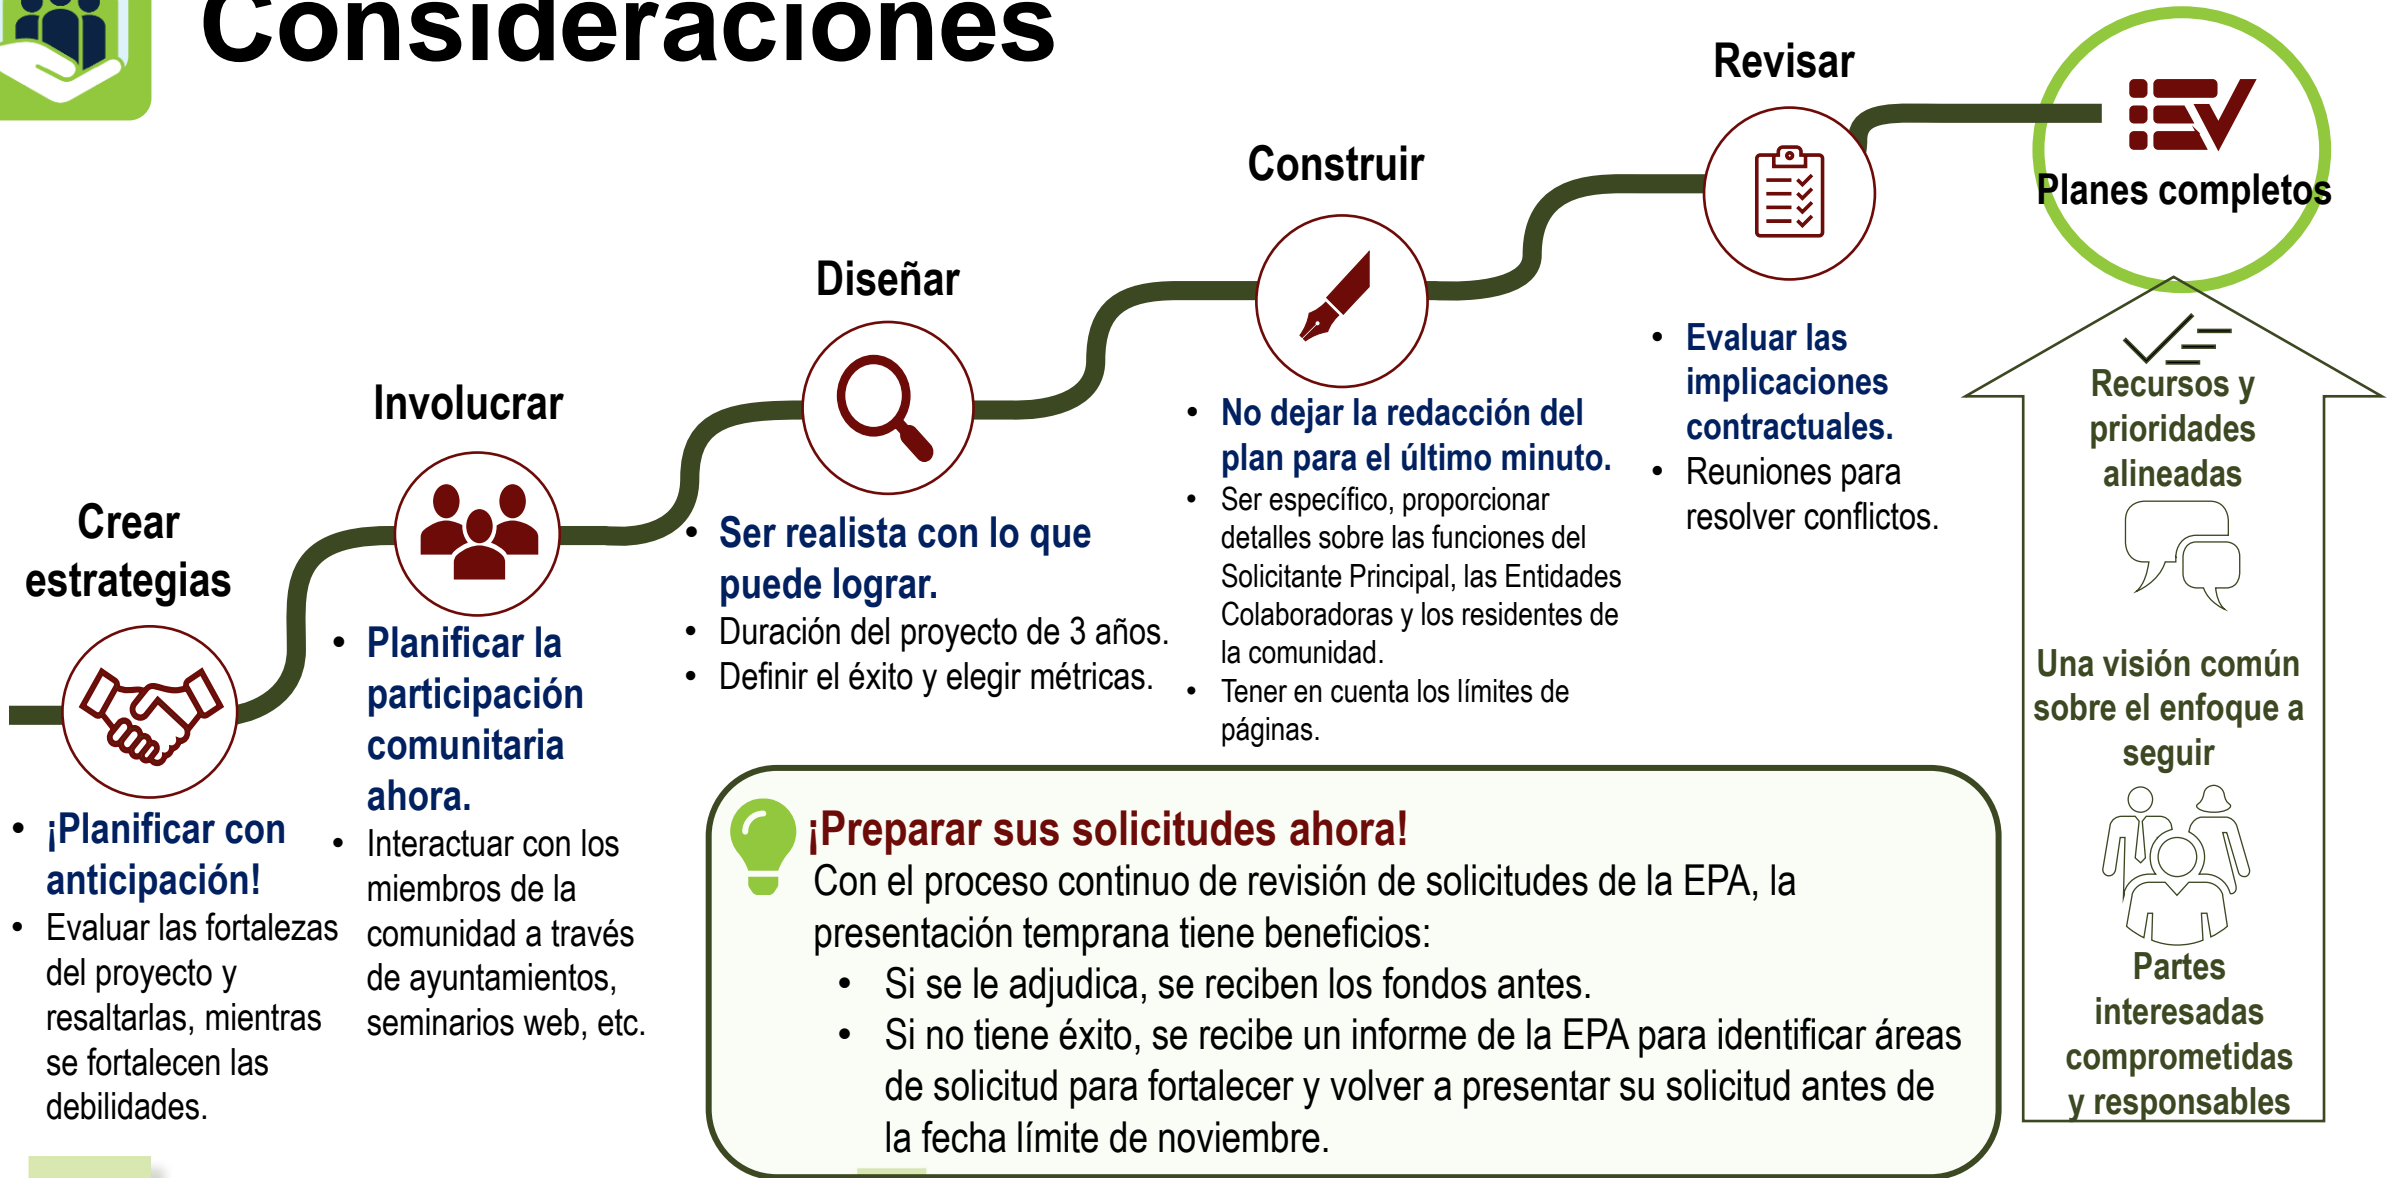 Consideraciones
Crear
estrategias
• ¡Planificar con
anticipación!
• Evaluar las fortalezas
del proyecto y
resaltarlas, mientras
se fortalecen las
debilidades.
Involucrar
• Planificar la
participación
comunitaria
ahora.
• Interactuar con los
miembros de la
comunidad a través
de ayuntamientos,
seminarios web, etc.
Diseñar
• Ser realista con lo que
puede lograr.
• Duración del proyecto de 3 años.
• Definir el éxito y elegir métricas.
Construir
• No dejar la redacción del
plan para el último minuto.
• Ser específico, proporcionar
detalles sobre las funciones del
Solicitante Principal, las Entidades
Colaboradoras y los residentes de
la comunidad.
• Tener en cuenta los límites de
páginas.
Revisar
• Evaluar las
implicaciones
contractuales.
• Reuniones para
resolver conflictos.
Planes completos
Recursos y
prioridades
alineadas
Una visión común
sobre el enfoque a
seguir
Partes
interesadas
comprometidas
y responsables
¡Preparar sus solicitudes ahora!
Con el proceso continuo de revisión de solicitudes de la EPA, la
presentación temprana tiene beneficios:
• Si se le adjudica, se reciben los fondos antes.
• Si no tiene éxito, se recibe un informe de la EPA para identificar áreas
de solicitud para fortalecer y volver a presentar su solicitud antes de
la fecha límite de noviembre.